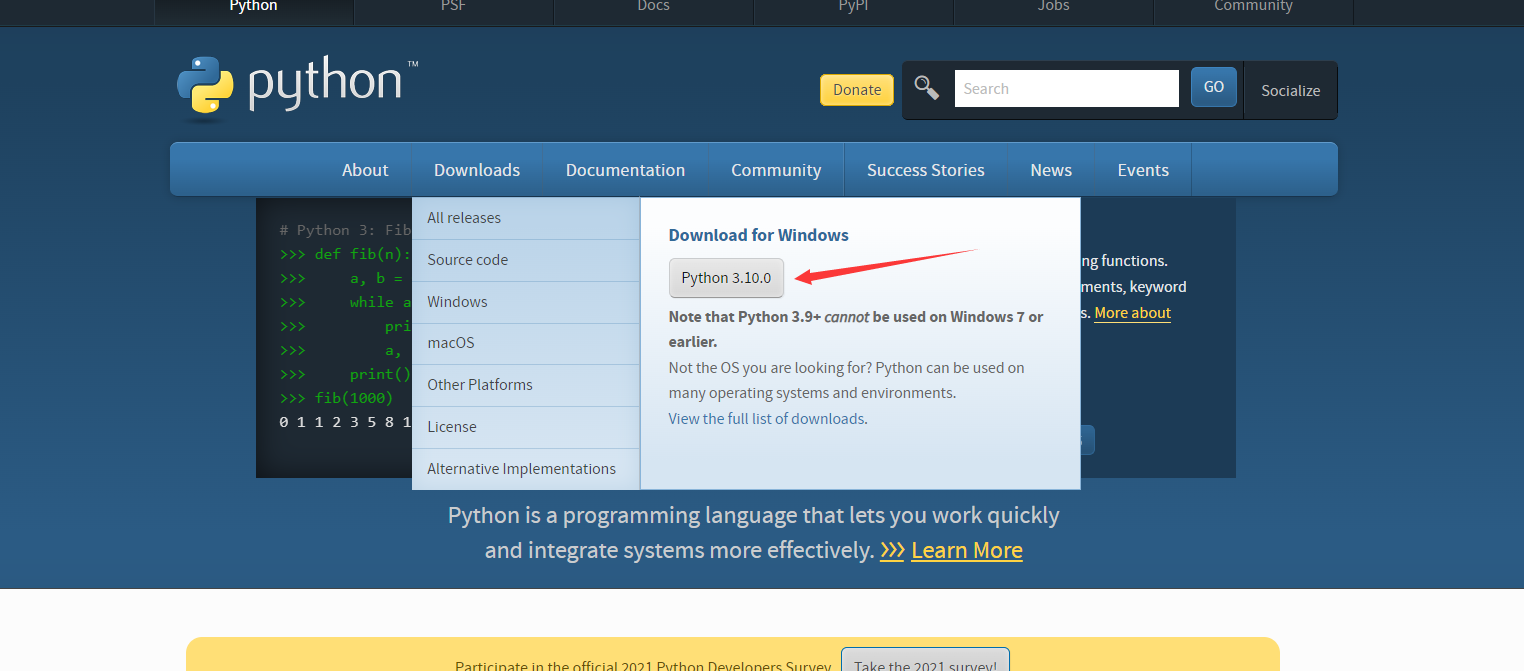 Python PSF Docs PyPI Jobs Community
python™
Donate Search GO Socialize
About Downloads Documentation Community Success Stories News Events
# Python 3: Fib
>>> def fib(n):
>>> a, b =
>>> while a
>>> pri
>>> a,
>>> print()
>>> fib(1000)
0 1 1 2 3 5 8 1
All releases
Source code
Windows
macOS
Other Platforms
License
Alternative Implementations
Download for Windows
Python 3.10.0
Note that Python 3.9+ cannot be used on Windows 7 or
earlier.
Not the OS you are looking for? Python can be used on
many operating systems and environments.
View the full list of downloads.
ng functions.
ments, keyword
s. More about
Python is a programming language that lets you work quickly
and integrate systems more effectively. >>> Learn More
Participate in the official 2021 Python Developers Survey Take the 2021 survey!